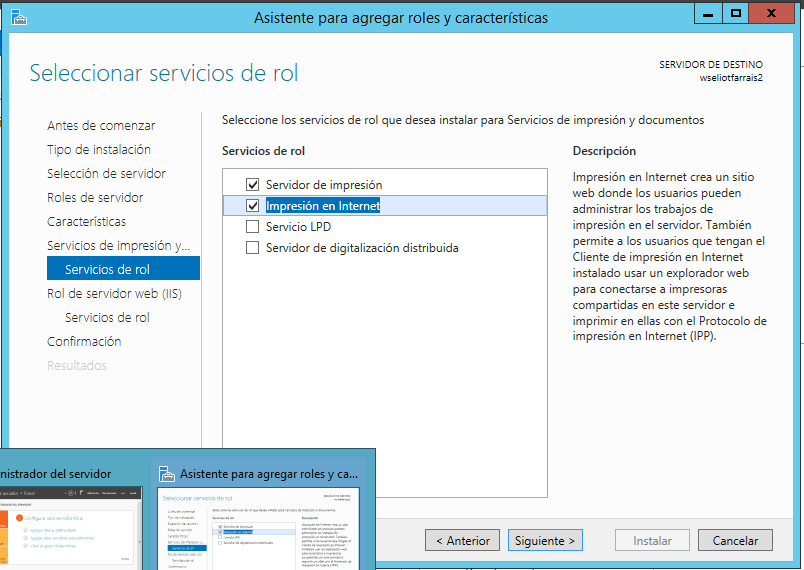 Asistente para agregar roles y características
Seleccionar servicios de rol
SERVIDOR DE DESTINO
wseliotfarrais2
Antes de comenzar
Tipo de instalación
Selección de servidor
Roles de servidor
Características
Servicios de impresión y...
Servicios de rol
Rol de servidor web (IIS)
Servicios de rol
Confirmación
Resultados
Seleccione los servicios de rol que desea instalar para Servicios de impresión y documentos
Servicios de rol
Servidor de impresión
Impresión en Internet
Servicio LPD
Servidor de digitalización distribuida
Descripción
Impresión en Internet crea un sitio
web donde los usuarios pueden
administrar los trabajos de
impresión en el servidor. También
permite a los usuarios que tengan el
Cliente de impresión en Internet
instalado usar un explorador web
para conectarse a impresoras
compartidas en este servidor e
imprimir en ellas con el Protocolo de
impresión en Internet (IPP).
< Anterior
Siguiente >
Instalar
Cancelar
nistrador del servidor
Asistente para agregar roles y ca...
Seleccionar servicios de rol